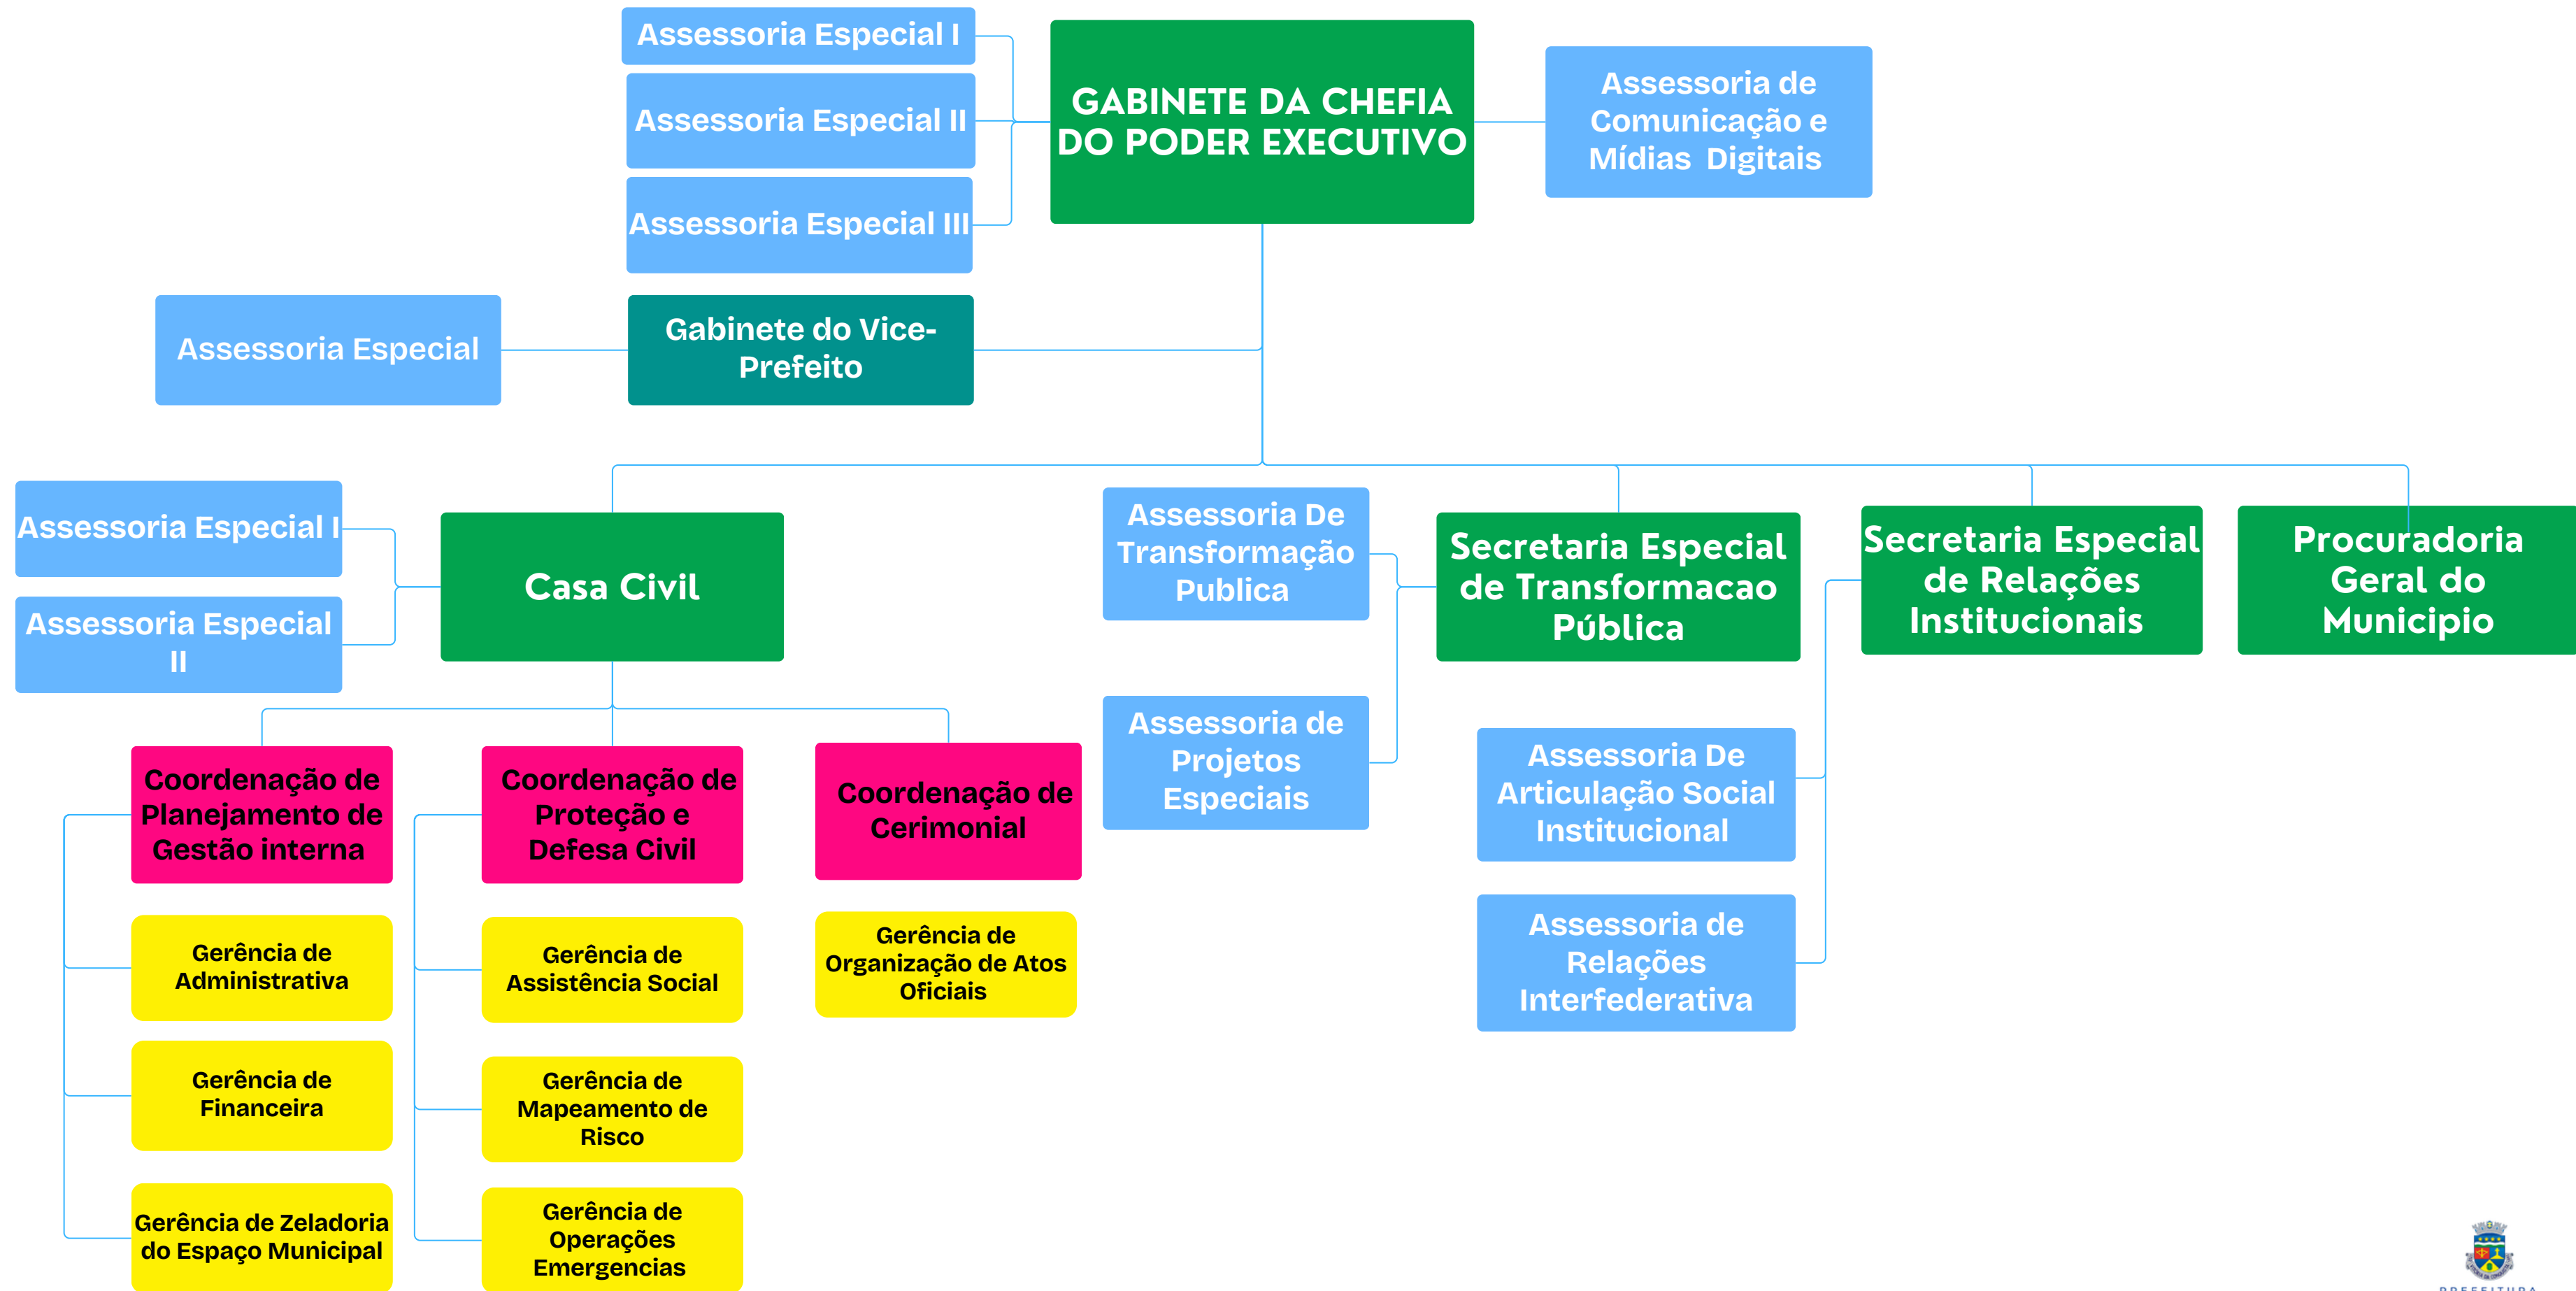 Assessoria Especial I
Assessoria Especial II
Assessoria Especial III
GABINETE DA CHEFIA
DO PODER EXECUTIVO
Assessoria de
Comunicação e
Mídias Digitais
Assessoria Especial
Gabinete do Vice-
Prefeito
Assessoria Especial I
Assessoria Especial
II
Casa Civil
Assessoria De
Transformação
Publica
Assessoria de
Projetos
Especiais
Secretaria Especial
de Transformacao
Pública
Secretaria Especial
de Relações
Institucionais
Procuradoria
Geral do
Municipio
Assessoria De
Articulação Social
Institucional
Assessoria de
Relações
Interfederativa
Coordenação de
Planejamento de
Gestão interna
Coordenação de
Proteção e
Defesa Civil
Coordenação de
Cerimonial
Gerência de
Administrativa
Gerência de
Financeira
Gerência de Zeladoria
do Espaço Municipal
Gerência de
Assistência Social
Gerência de
Mapeamento de
Risco
Gerência de
Operações
Emergencias
Gerência de
Organização de Atos
Oficiais
PREFEITURA